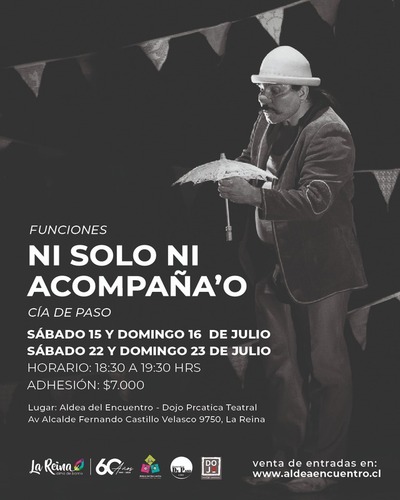 FUNCIONES
NI SOLO NI
ACOMPAÑA'O
CÍA DE PASO
SÁBADO 15 Y DOMINGO 16 DE JULIO
SÁBADO 22 Y DOMINGO 23 DE JULIO
HORARIO: 18:30 A 19:30 HRS
ADHESIÓN: $7.000
Lugar: Aldea del Encuentro - Dojo Prcatica Teatral
Av Alcalde Fernando Castillo Velasco 9750, La Reina
La Reina
60 Años
DOJO
venta de entradas en:
www.aldeaencuentro.cl